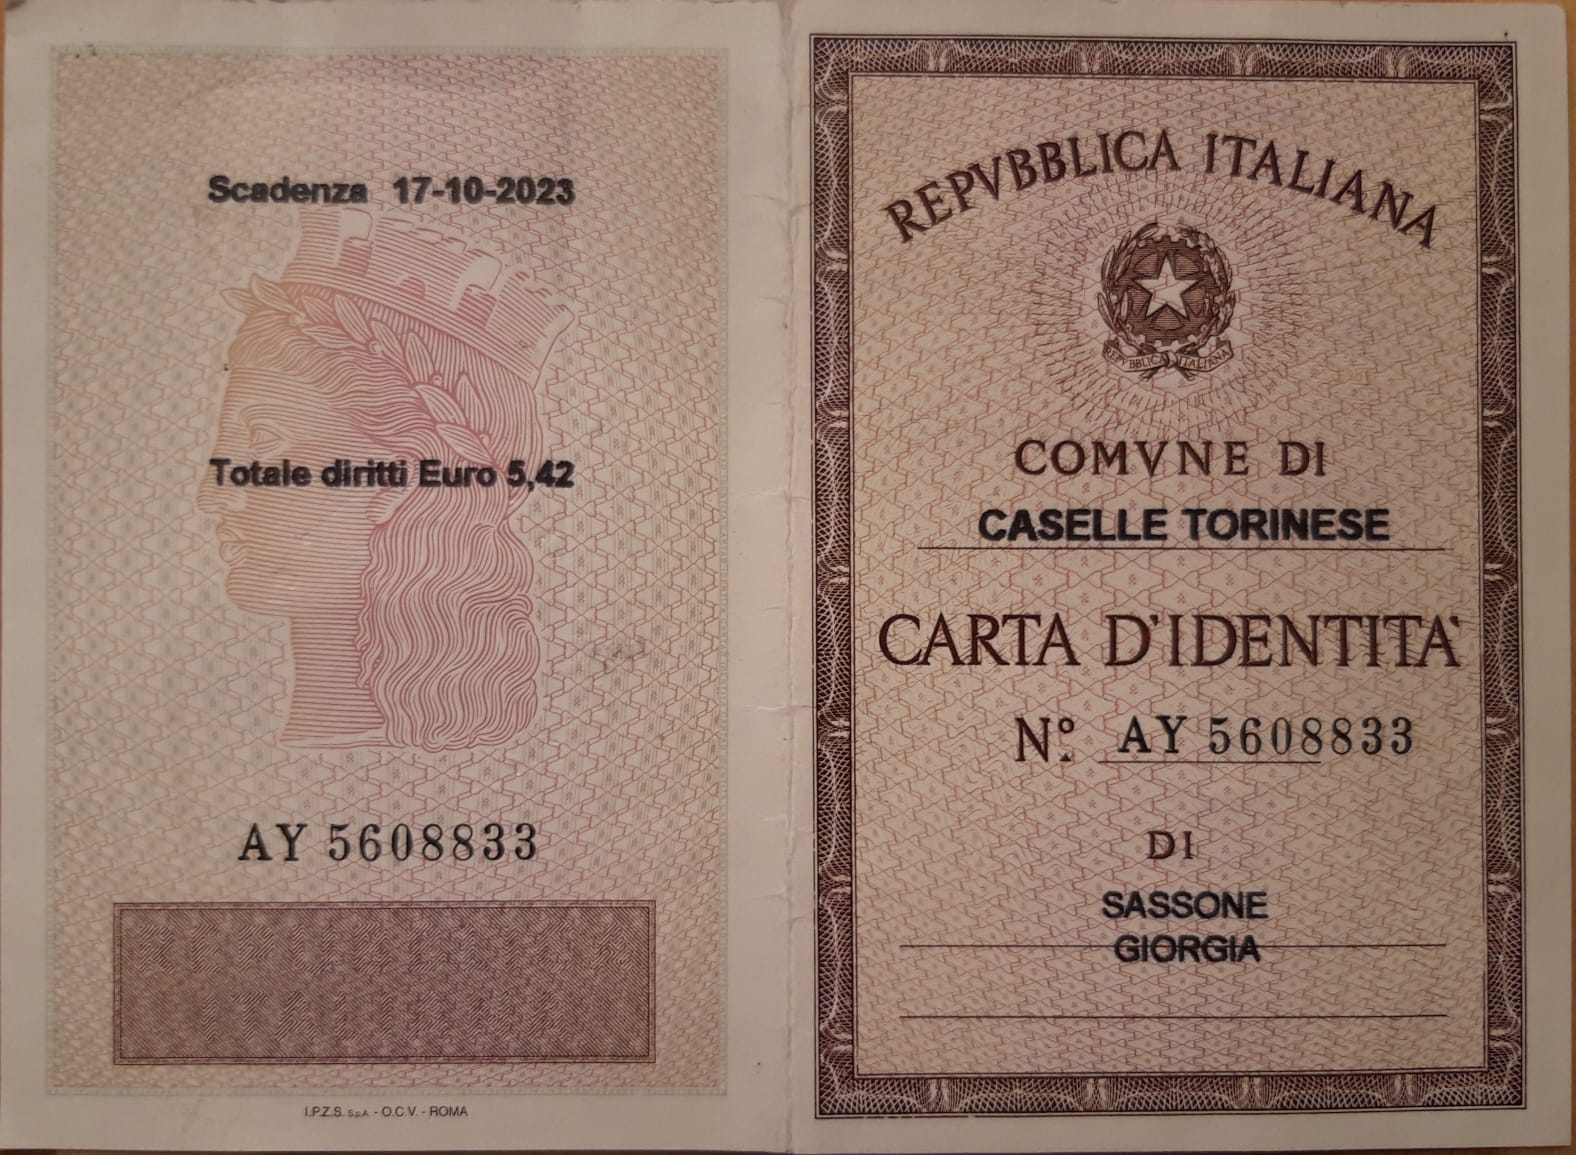 Scadenza 17-10-2023
Totale diritti Euro 5,42
AY 5608833
I.P.Z.S. S.p.A. - O.C.V. - ROMA
REPVBBLICA ITALIANA
REPVBBLICA ITALIANA
COMVNE DI
CASELLE TORINESE
CARTA D'IDENTITA'
N°. AY 5608833
DI
SASSONE
GIORGIA